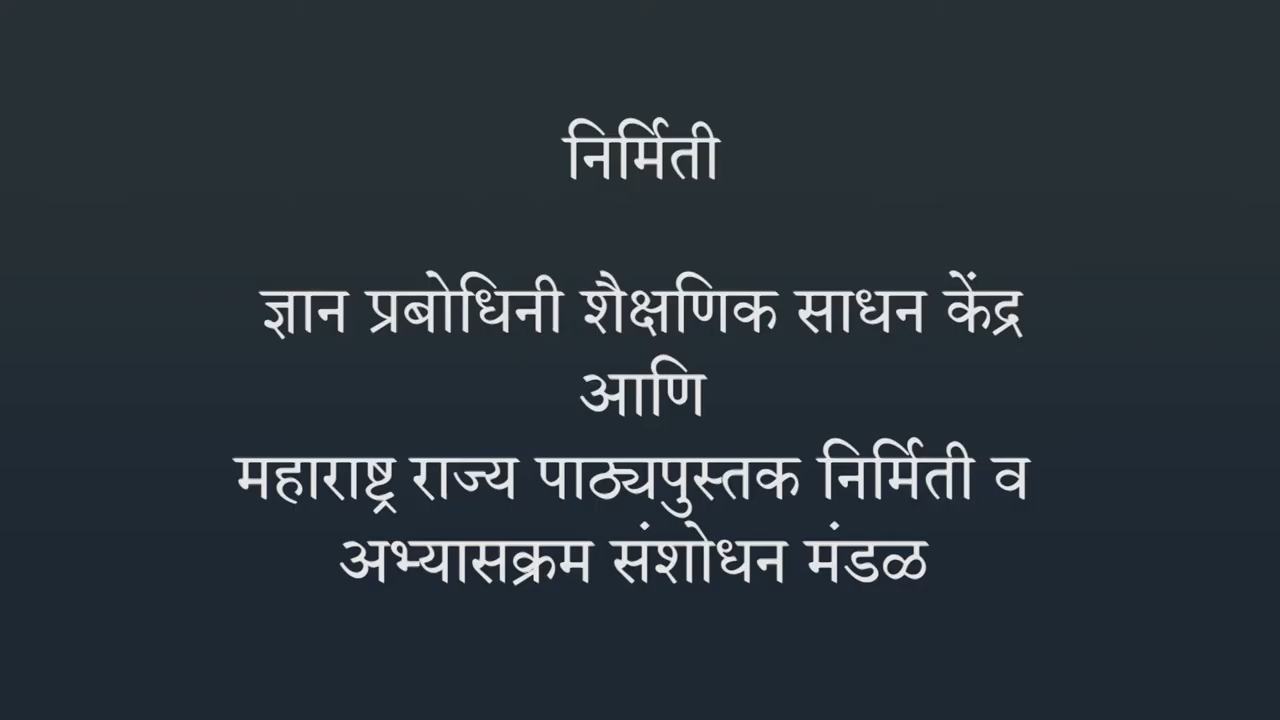 निर्मिती
ज्ञान प्रबोधिनी शैक्षणिक साधन केंद्र
आणि
महाराष्ट्र राज्य पाठ्यपुस्तक निर्मिती व
अभ्यासक्रम संशोधन मंडळ